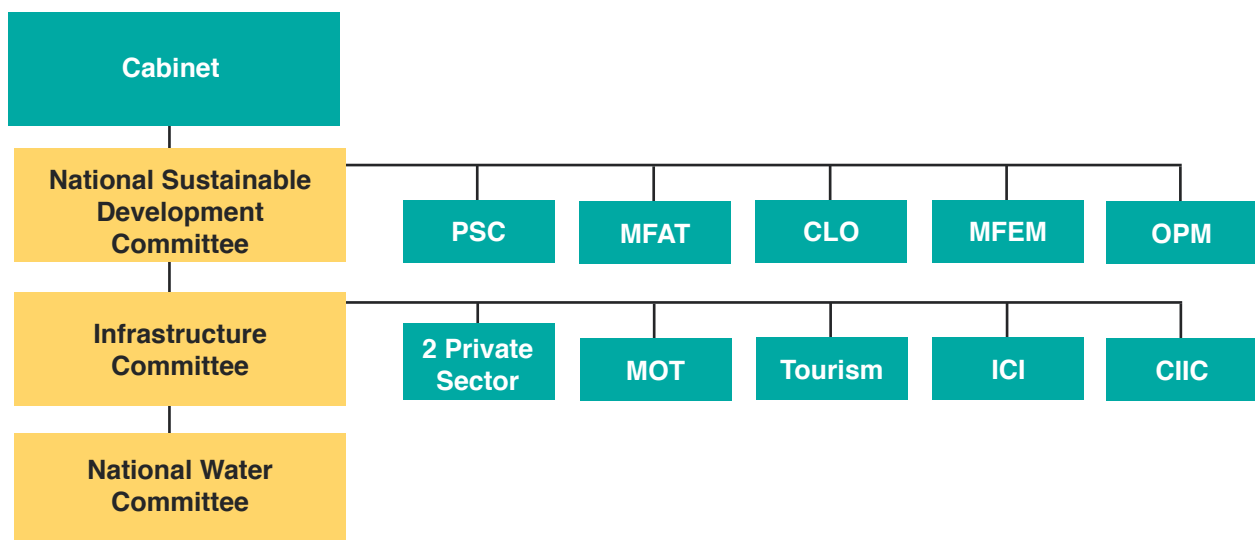 Cabinet
National Sustainable
Development
Committee
PSC
MFAT
CLO
MFEM
OPM
Infrastructure
Committee
2 Private
Sector
MOT
Tourism
ICI
CIIC
National Water
Committee